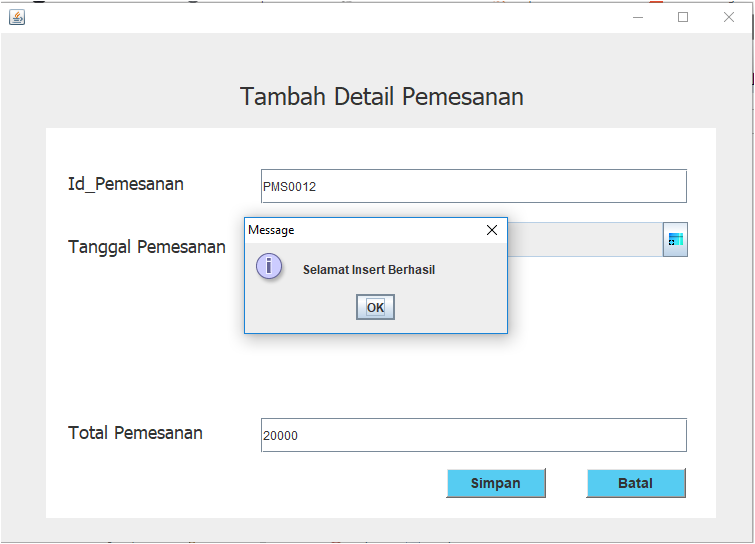 Tambah Detail Pemesanan
Id_Pemesanan
PMS0012
Tanggal Pemesanan
Message
Selamat Insert Berhasil
OK
Total Pemesanan
20000
Simpan
Batal